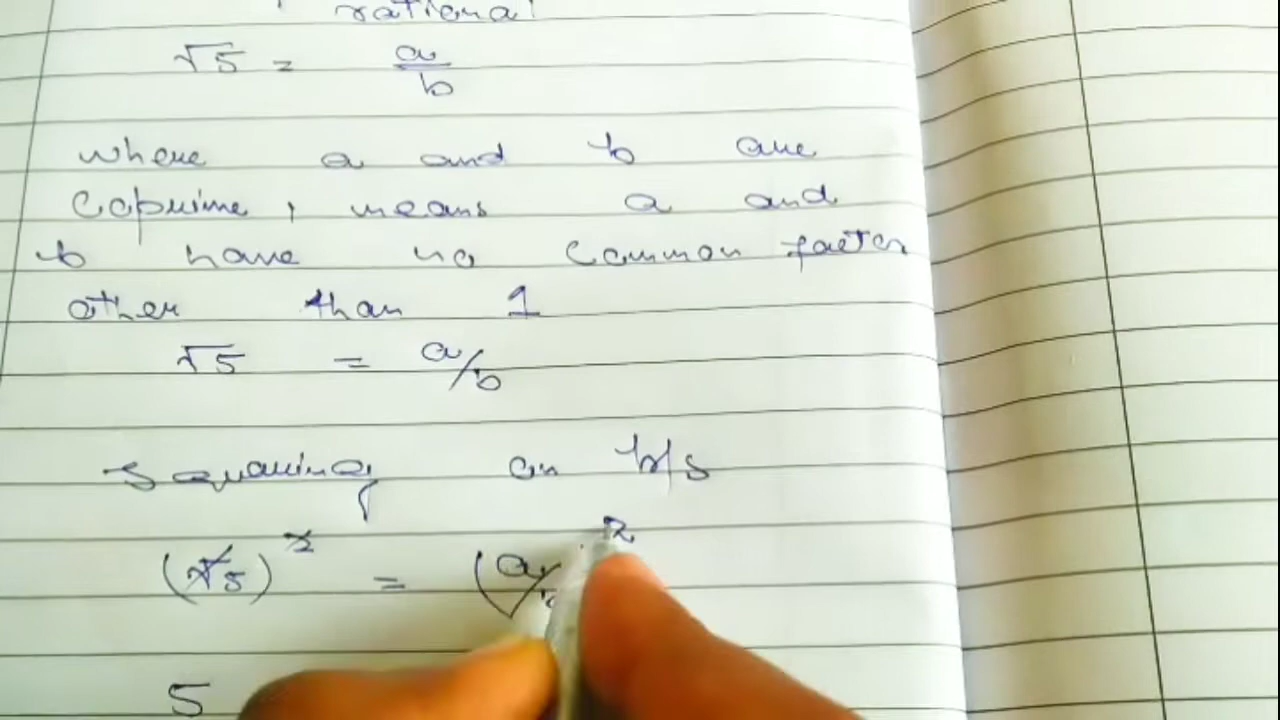 rational
√5 = a/b
where a and b are
Coprime, means a and
b have no Common factor
other than 1
√5 = a/b
Squaring on b/s
(√5)² = (a/b)²
5